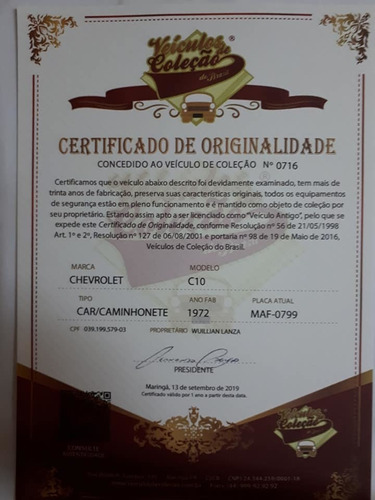 Veículos de
Coleção
do Brasil
CERTIFICADO DE ORIGINALIDADE
CONCEDIDO AO VEÍCULO DE COLEÇÃO Nº 0716
Certificamos que o veículo abaixo descrito foi devidamente examinado, tem mais de
trinta anos de fabricação, preserva suas características originais, todos os equipamentos
de segurança estão em pleno funcionamento e é mantido como objeto de coleção por
seu proprietário. Estando assim apto a ser licenciado como "Veículo Antigo", pelo que se
expede este Certificado de Originalidade, conforme Resolução nº 56 de 21/05/1998
Art. 1º e 2º, Resolução nº 127 de 06/08/2001 e portaria nº 98 de 19 de Maio de 2016,
Veículos de Coleção do Brasil.
MARCA MODELO
CHEVROLET C10
TIPO ANO FAB PLACA ATUAL
CAR/CAMINHONETE 1972 MAF-0799
CPF 039.199.579-03 PROPRIETÁRIO WUILLIAN LANZA
PRESIDENTE
Maringá, 13 de setembro de 2019
Certificado válido por 1 ano a partir desta data.
CONSULTE
AUTENTICIDADE
Veículos de
Coleção